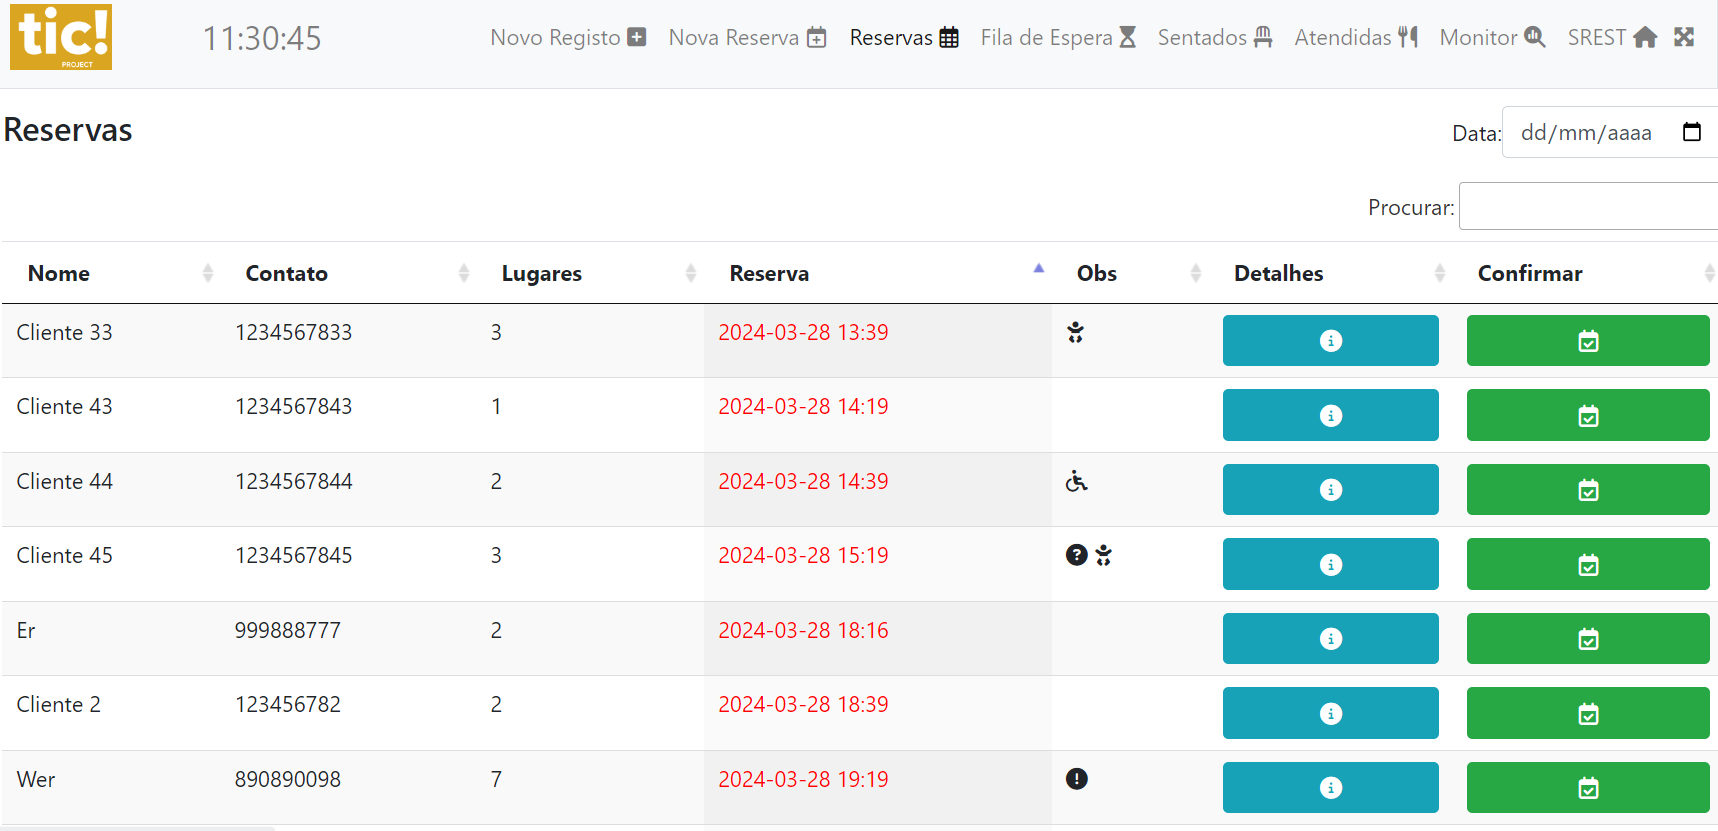 tic!
PROJECT
11:30:45 Novo Registo Nova Reserva Reservas Fila de Espera Sentados Atendidas Monitor SREST
Reservas
Data: dd/mm/aaaa
Procurar:
Nome Contato Lugares Reserva Obs Detalhes Confirmar
Cliente 33 1234567833 3 2024-03-28 13:39
Cliente 43 1234567843 1 2024-03-28 14:19
Cliente 44 1234567844 2 2024-03-28 14:39
Cliente 45 1234567845 3 2024-03-28 15:19
Er 999888777 2 2024-03-28 18:16
Cliente 2 123456782 2 2024-03-28 18:39
Wer 890890098 7 2024-03-28 19:19